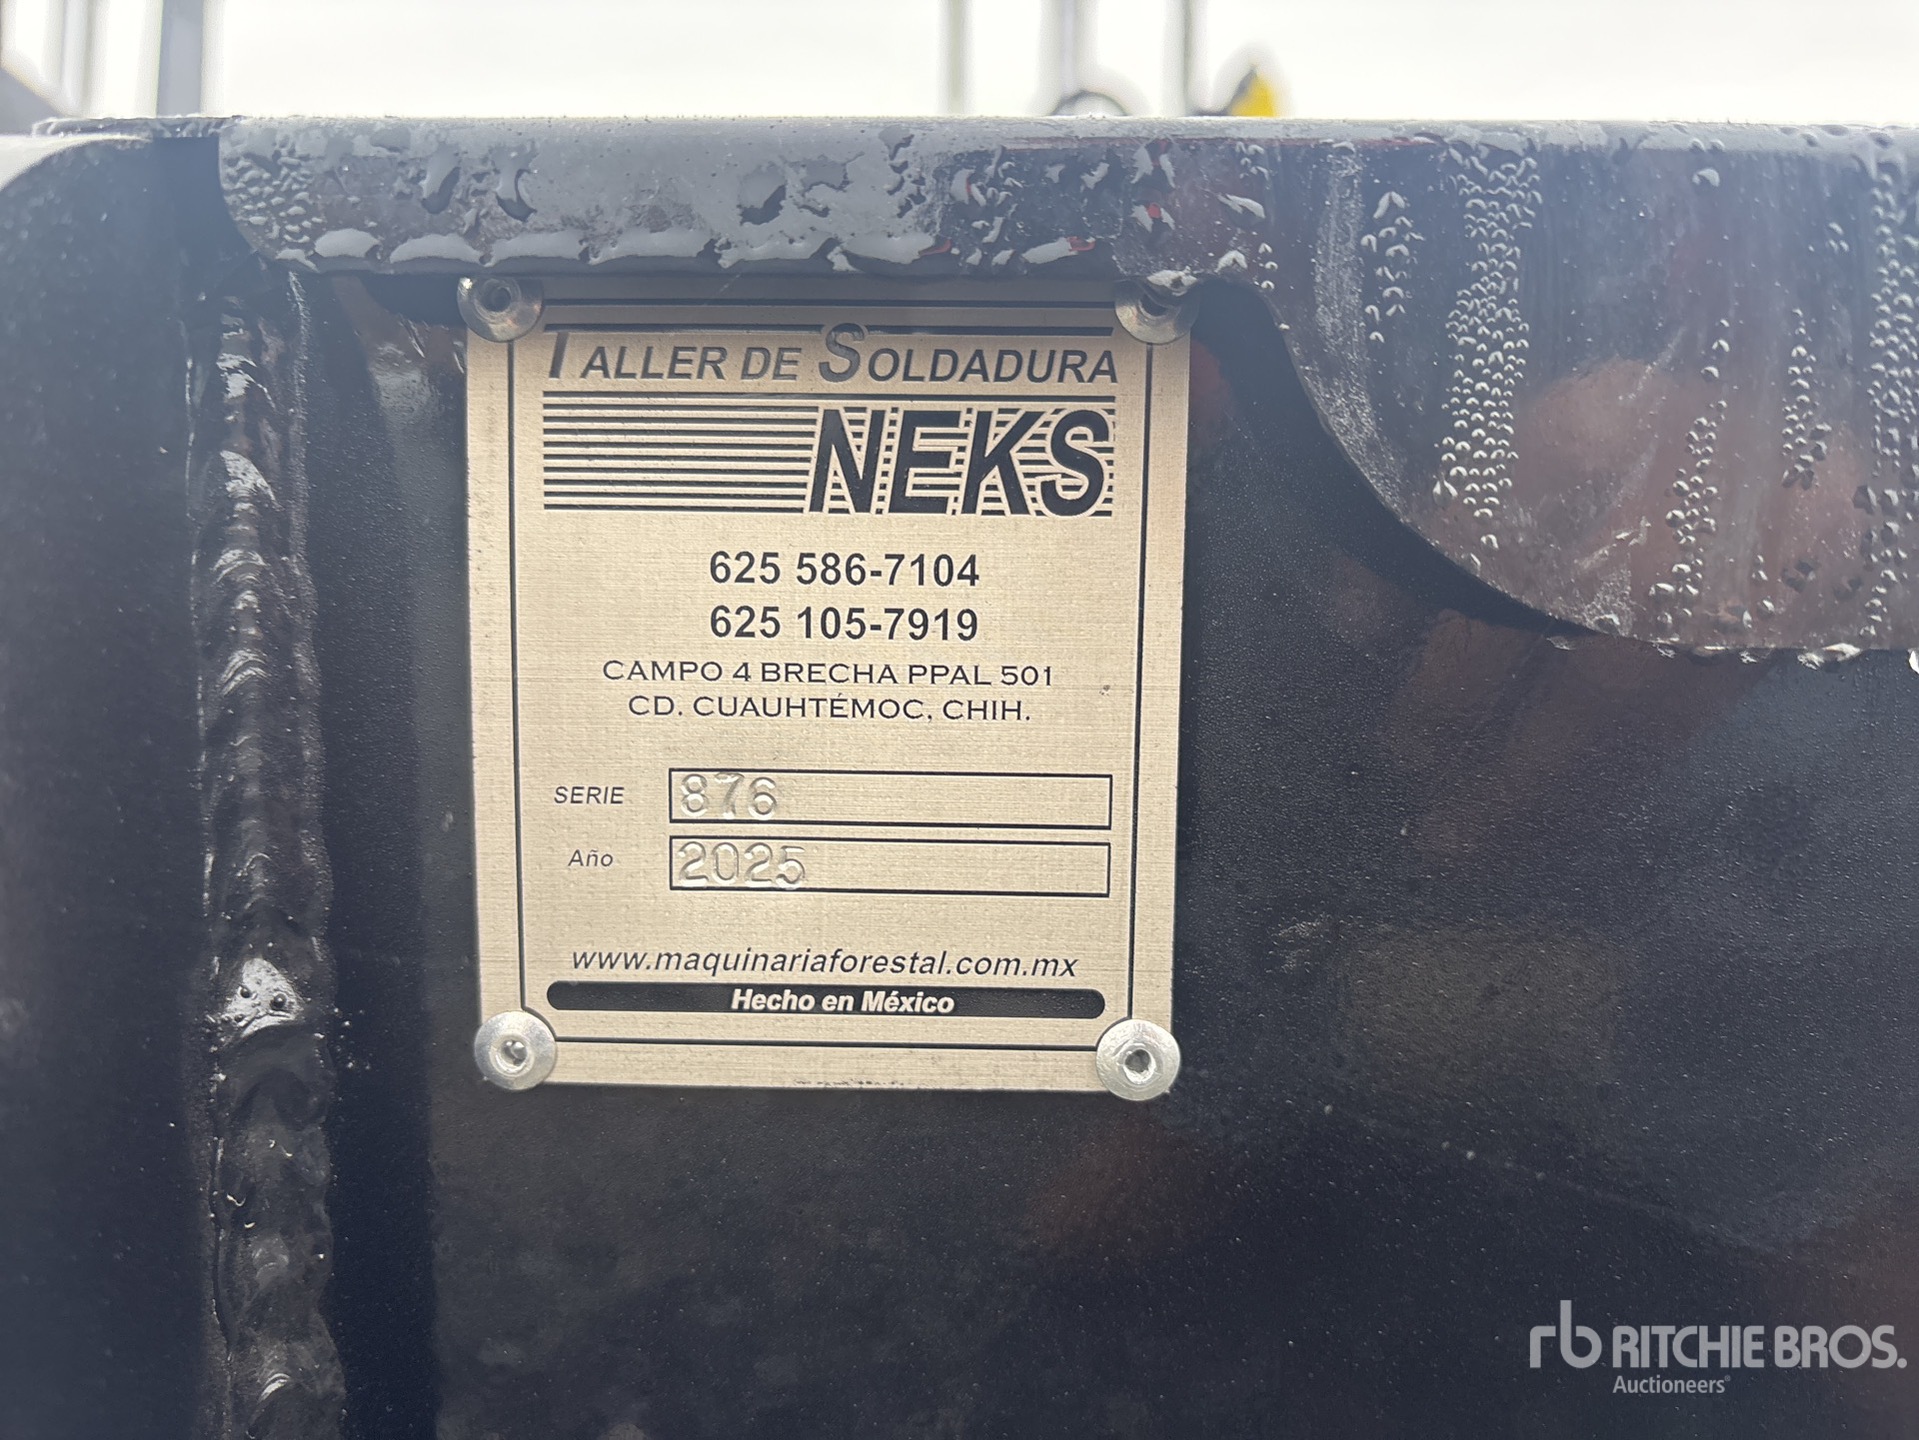 TALLER DE SOLDADURA
NEKS
625 586-7104
625 105-7919
CAMPO 4 BRECHA PPAL 501
CD. CUAUHTÉMOC, CHIH.
SERIE 876
Año 2025
www.maquinariaforestal.com.mx
Hecho en México
rb RITCHIE BROS.
Auctioneers®